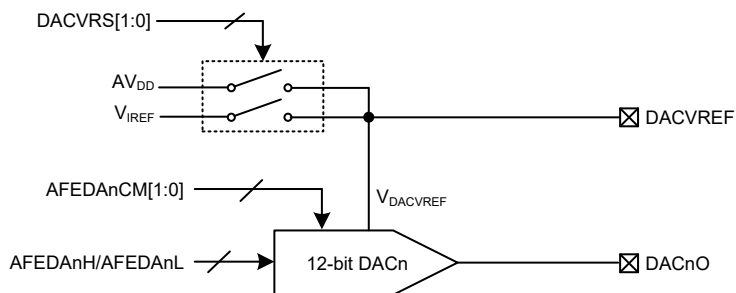 DACVRS[1:0]
AVDD
VIREF
DACVREF
AFEDAnCM[1:0]
VDACVREF
AFEDAnH/AFEDAnL
12-bit DACn
DACnO